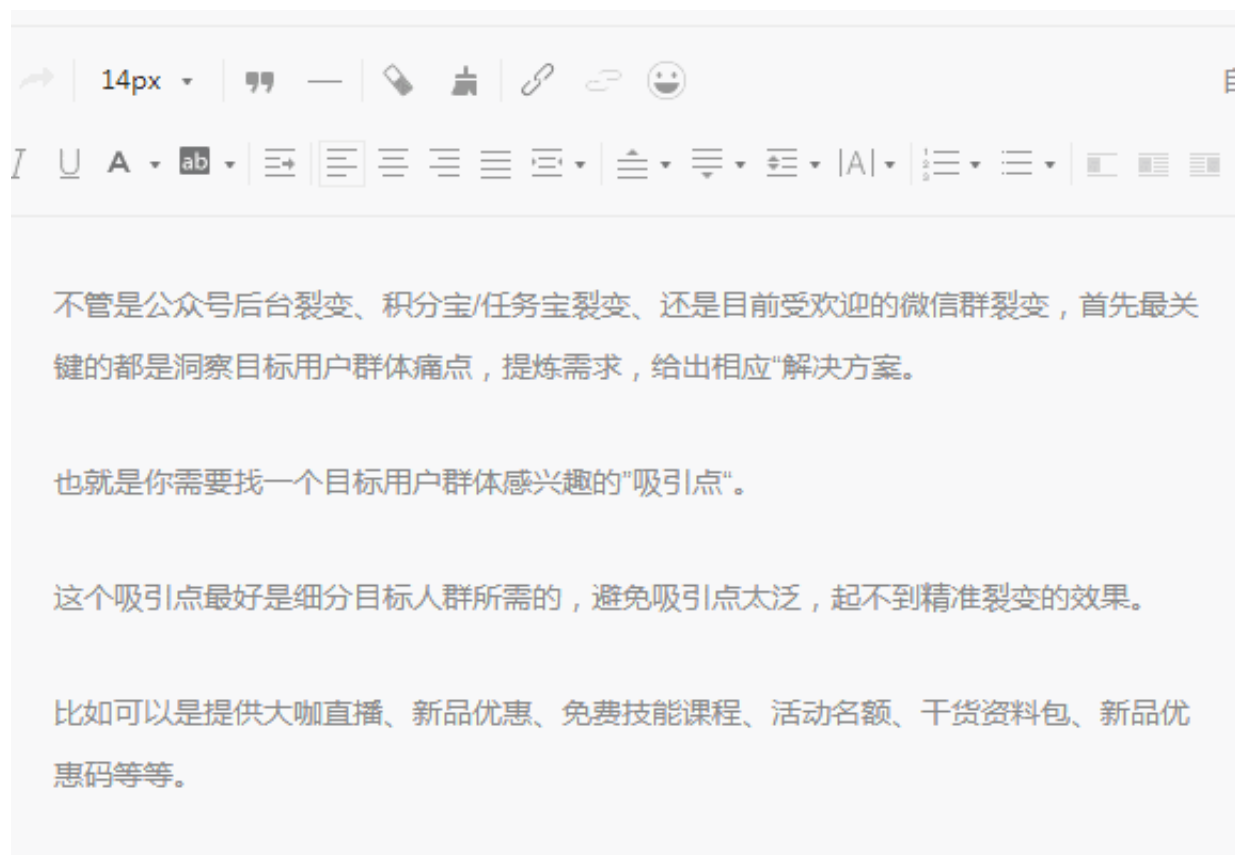 14px
自
I U A ab |A|
不管是公众号后台裂变、积分宝/任务宝裂变、还是目前受欢迎的微信群裂变，首先最关
键的都是洞察目标用户群体痛点，提炼需求，给出相应“解决方案。
也就是你需要找一个目标用户群体感兴趣的”吸引点“。
这个吸引点最好是细分目标人群所需的，避免吸引点太泛，起不到精准裂变的效果。
比如可以是提供大咖直播、新品优惠、免费技能课程、活动名额、干货资料包、新品优
惠码等等。